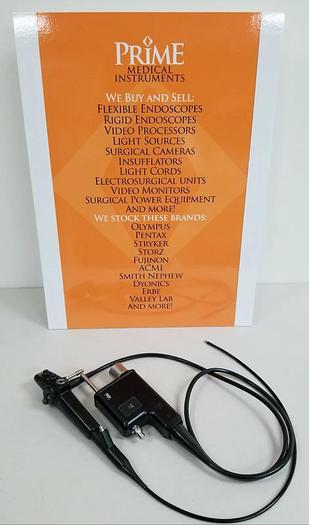 PRIME
MEDICAL
INSTRUMENTS
WE BUY AND SELL:
FLEXIBLE ENDOSCOPES
RIGID ENDOSCOPES
VIDEO PROCESSORS
LIGHT SOURCES
SURGICAL CAMERAS
INSUFFLATORS
LIGHT CORDS
ELECTROSURGICAL UNITS
VIDEO MONITORS
SURGICAL POWER EQUIPMENT
AND MORE!
WE STOCK THESE BRANDS:
OLYMPUS
PENTAX
STRYKER
STORZ
FUJINON
ACMI
SMITH NEPHEW
DYONICS
ERBE
VALLEY LAB
AND MORE!